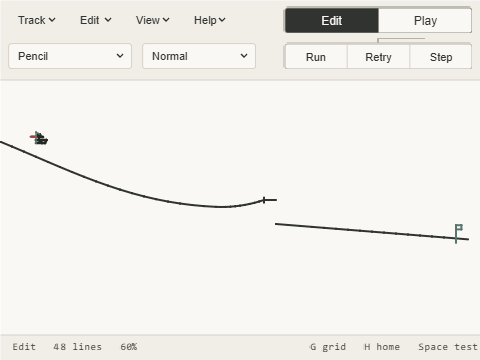 Track Edit View Help Edit Play
Pencil Normal Run Retry Step
Edit 48 lines 60% G grid H home Space test